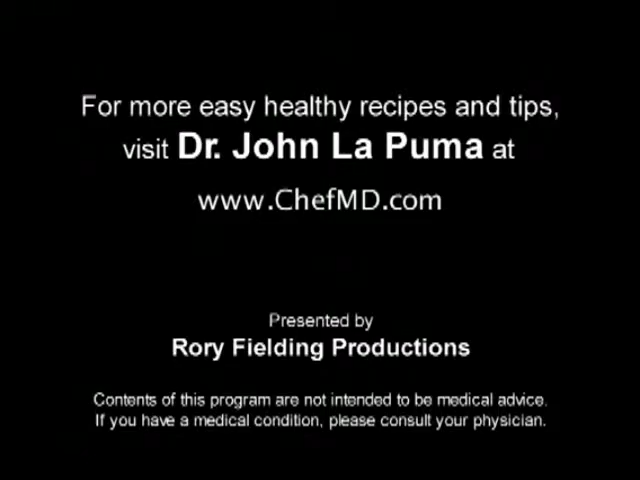 For more easy healthy recipes and tips,
visit Dr. John La Puma at
www.ChefMD.com
Presented by
Rory Fielding Productions
Contents of this program are not intended to be medical advice.
If you have a medical condition, please consult your physician.